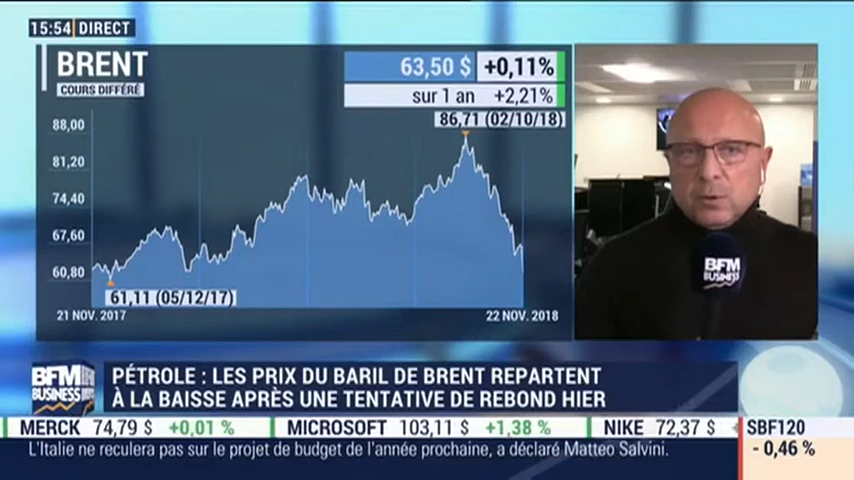 15:54 DIRECT
BRENT
COURS DIFFÉRÉ
63,50 $ +0,11%
sur 1 an +2,21%
86,71 (02/10/18)
88,00
81,20
74,40
67,60
60,80
61,11 (05/12/17)
21 NOV. 2017
22 NOV. 2018
BFM
BUSINESS
BFM
BUSINESS
PÉTROLE : LES PRIX DU BARIL DE BRENT REPARTENT
À LA BAISSE APRÈS UNE TENTATIVE DE REBOND HIER
MERCK 74,79 $ +0,01 % MICROSOFT 103,11 $ +1,38 % NIKE 72,37 $
SBF120
- 0,46 %
L'Italie ne reculera pas sur le projet de budget de l'année prochaine, a déclaré Matteo Salvini.